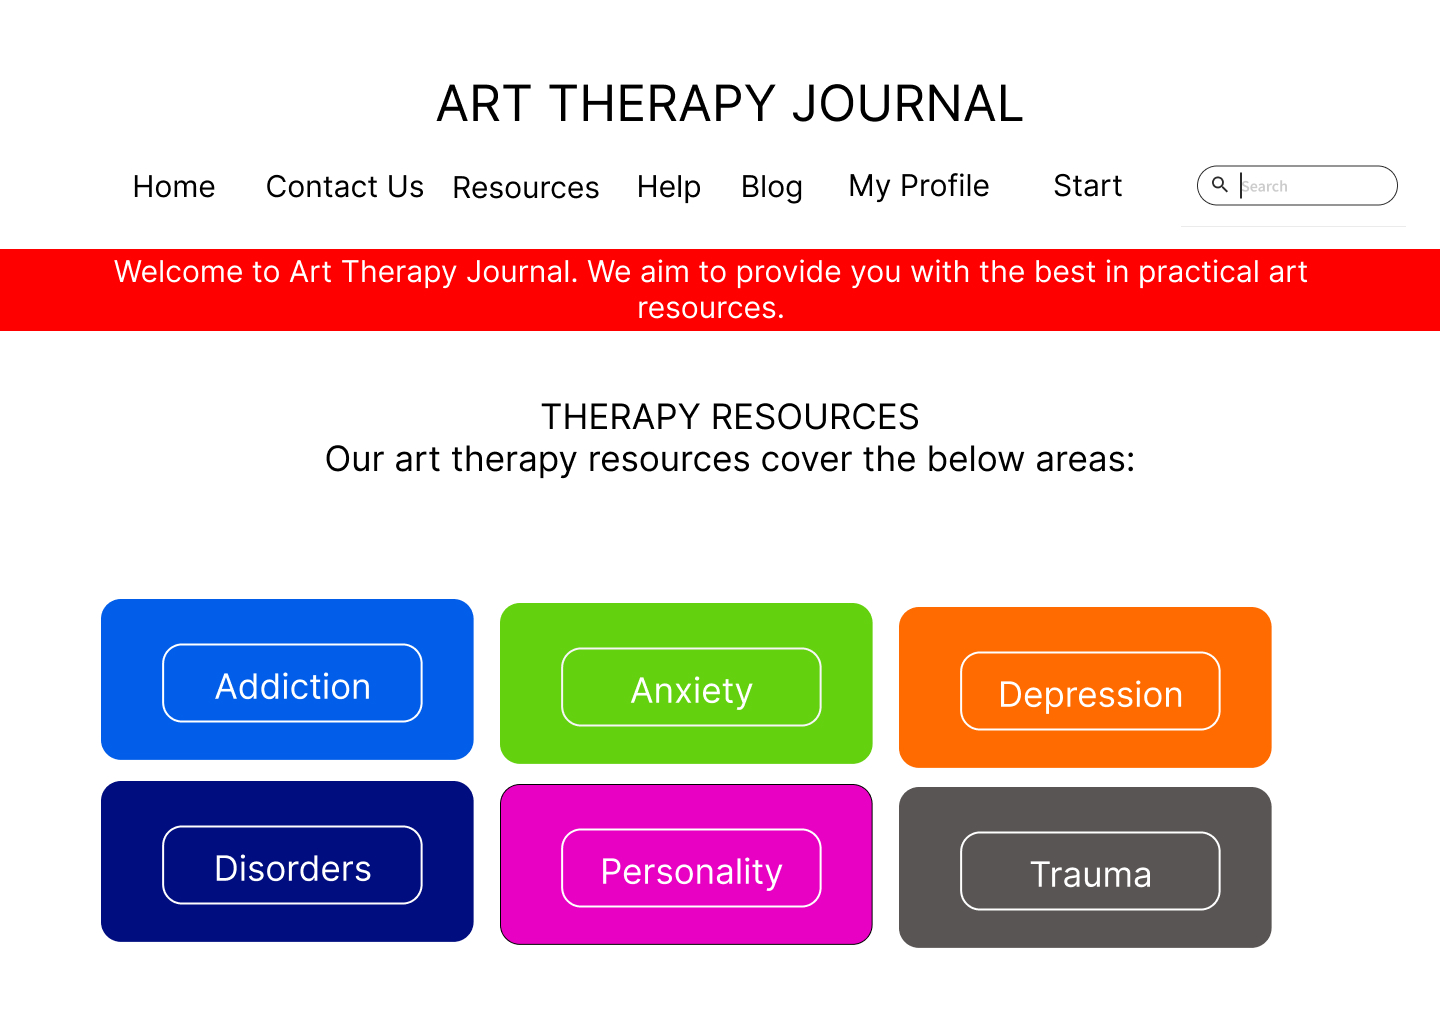 ART THERAPY JOURNAL
Home Contact Us Resources Help Blog My Profile Start Search
Welcome to Art Therapy Journal. We aim to provide you with the best in practical art
resources.
THERAPY RESOURCES
Our art therapy resources cover the below areas:
Addiction Anxiety Depression
Disorders Personality Trauma